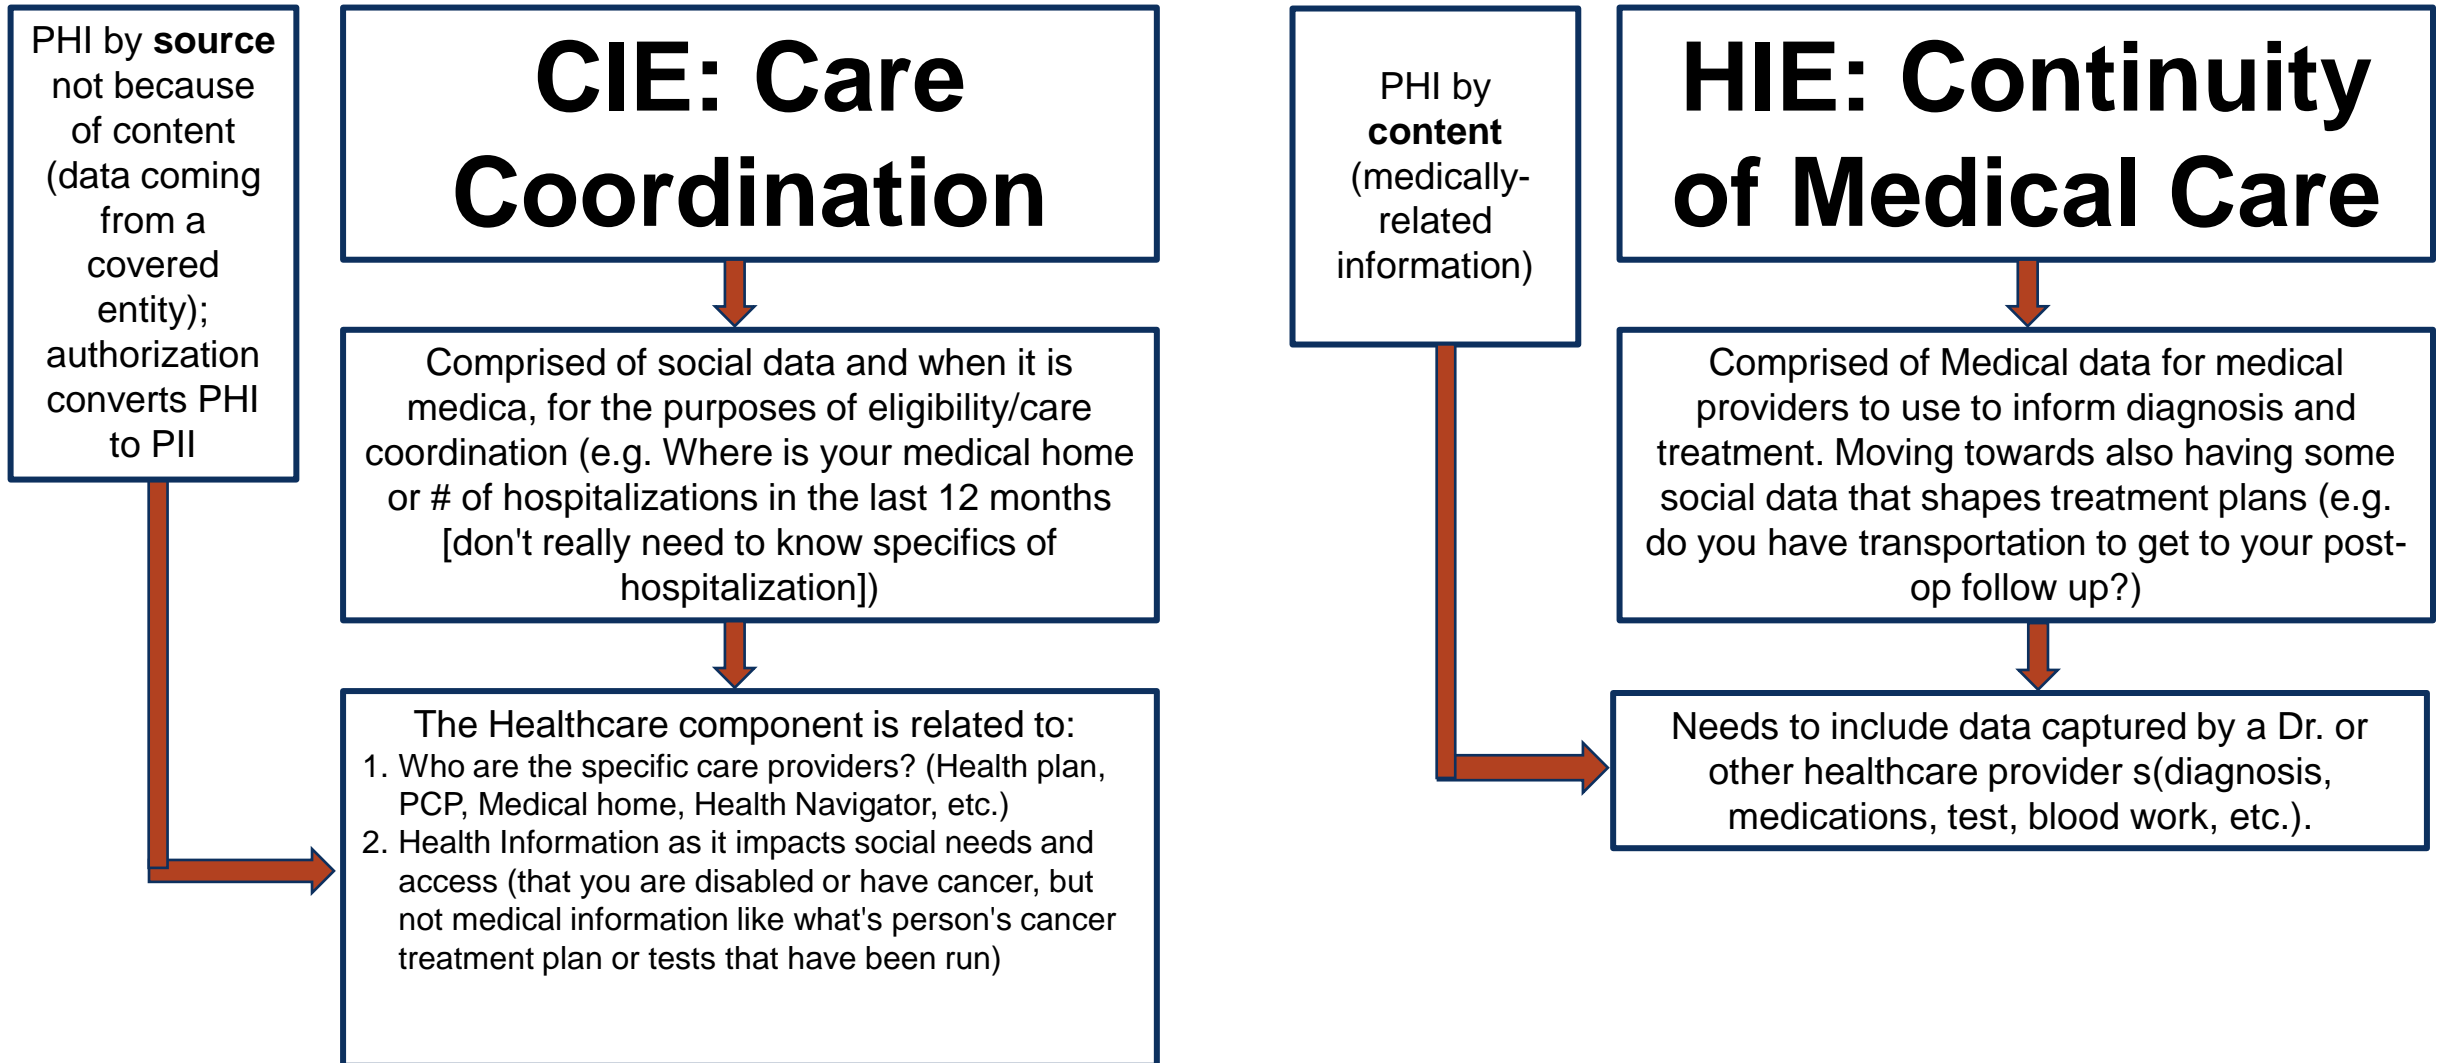 PHI by source
not because
of content
(data coming
from a
covered
entity);
authorization
converts PHI
to PII
CIE: Care
Coordination
Comprised of social data and when it is
medica, for the purposes of eligibility/care
coordination (e.g. Where is your medical home
or # of hospitalizations in the last 12 months
[don't really need to know specifics of
hospitalization])
The Healthcare component is related to:
1. Who are the specific care providers? (Health plan,
PCP, Medical home, Health Navigator, etc.)
2. Health Information as it impacts social needs and
access (that you are disabled or have cancer, but
not medical information like what's person's cancer
treatment plan or tests that have been run)
PHI by
content
(medically-
related
information)
HIE: Continuity
of Medical Care
Comprised of Medical data for medical
providers to use to inform diagnosis and
treatment. Moving towards also having some
social data that shapes treatment plans (e.g.
do you have transportation to get to your post-
op follow up?)
Needs to include data captured by a Dr. or
other healthcare provider s(diagnosis,
medications, test, blood work, etc.).